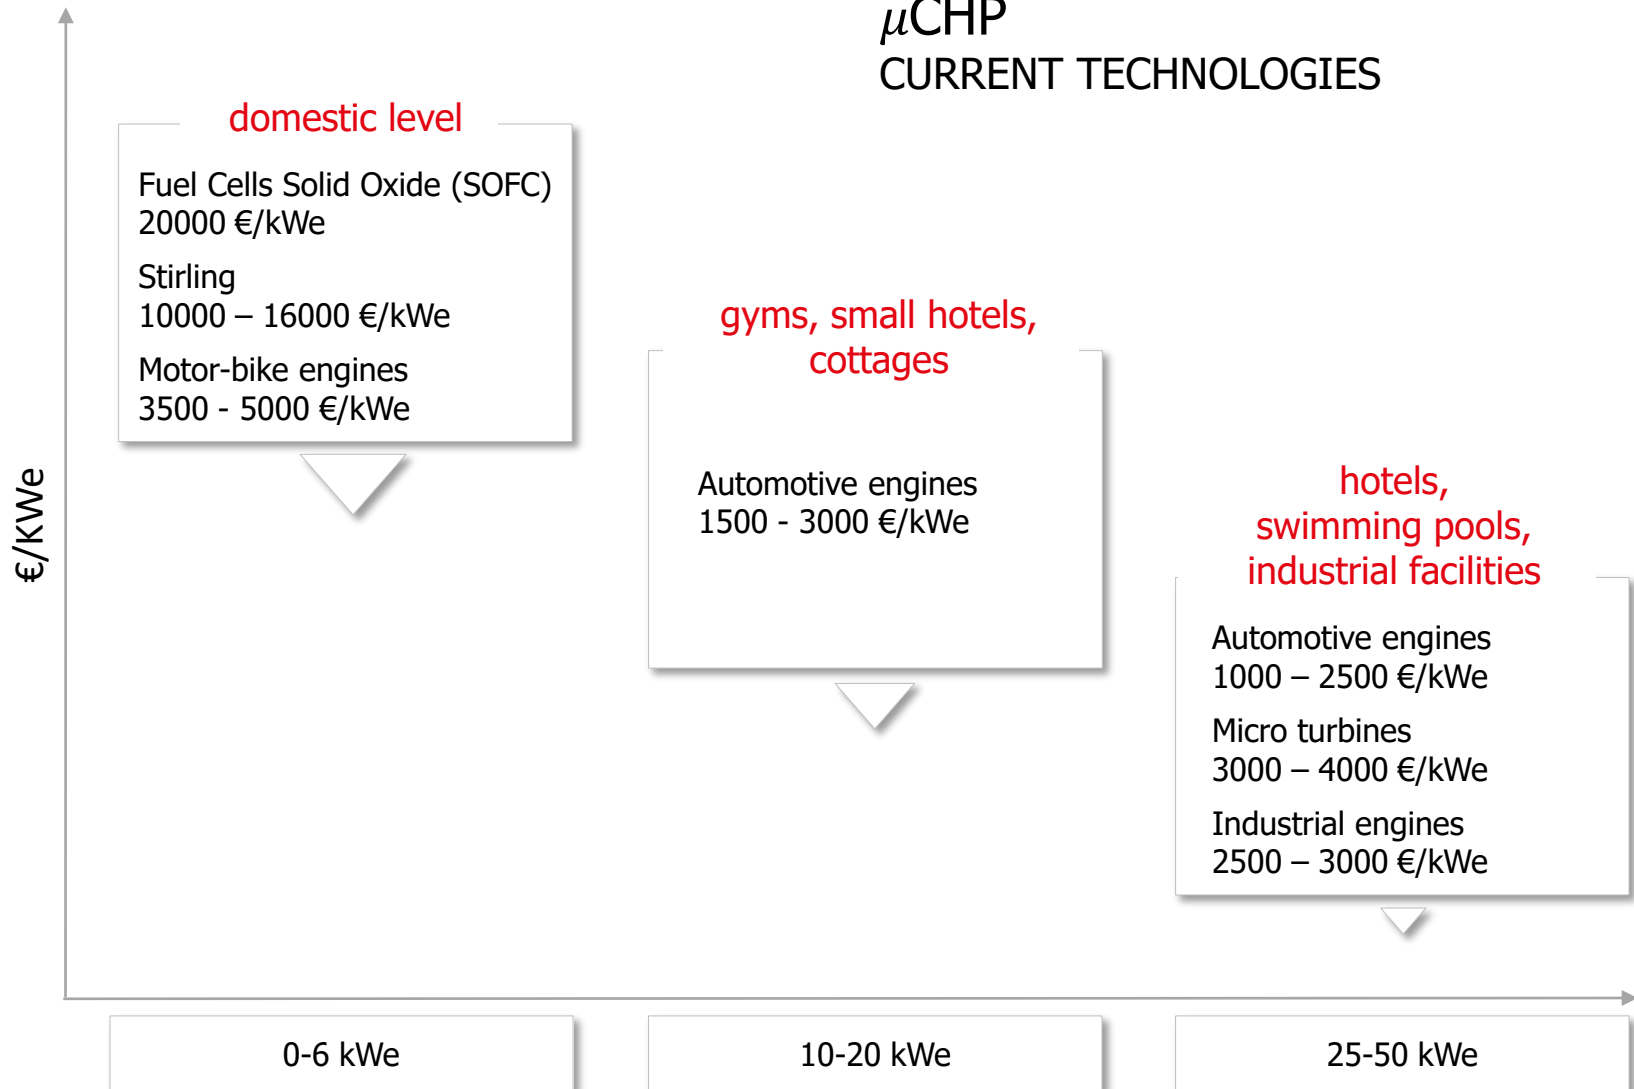 μCHP
CURRENT TECHNOLOGIES
domestic level
Fuel Cells Solid Oxide (SOFC)
20000 €/kWe
Stirling
10000 – 16000 €/kWe
Motor-bike engines
3500 - 5000 €/kWe
gyms, small hotels,
cottages
Automotive engines
1500 - 3000 €/kWe
hotels,
swimming pools,
industrial facilities
Automotive engines
1000 – 2500 €/kWe
Micro turbines
3000 – 4000 €/kWe
Industrial engines
2500 – 3000 €/kWe
€/KWe
0-6 kWe
10-20 kWe
25-50 kWe